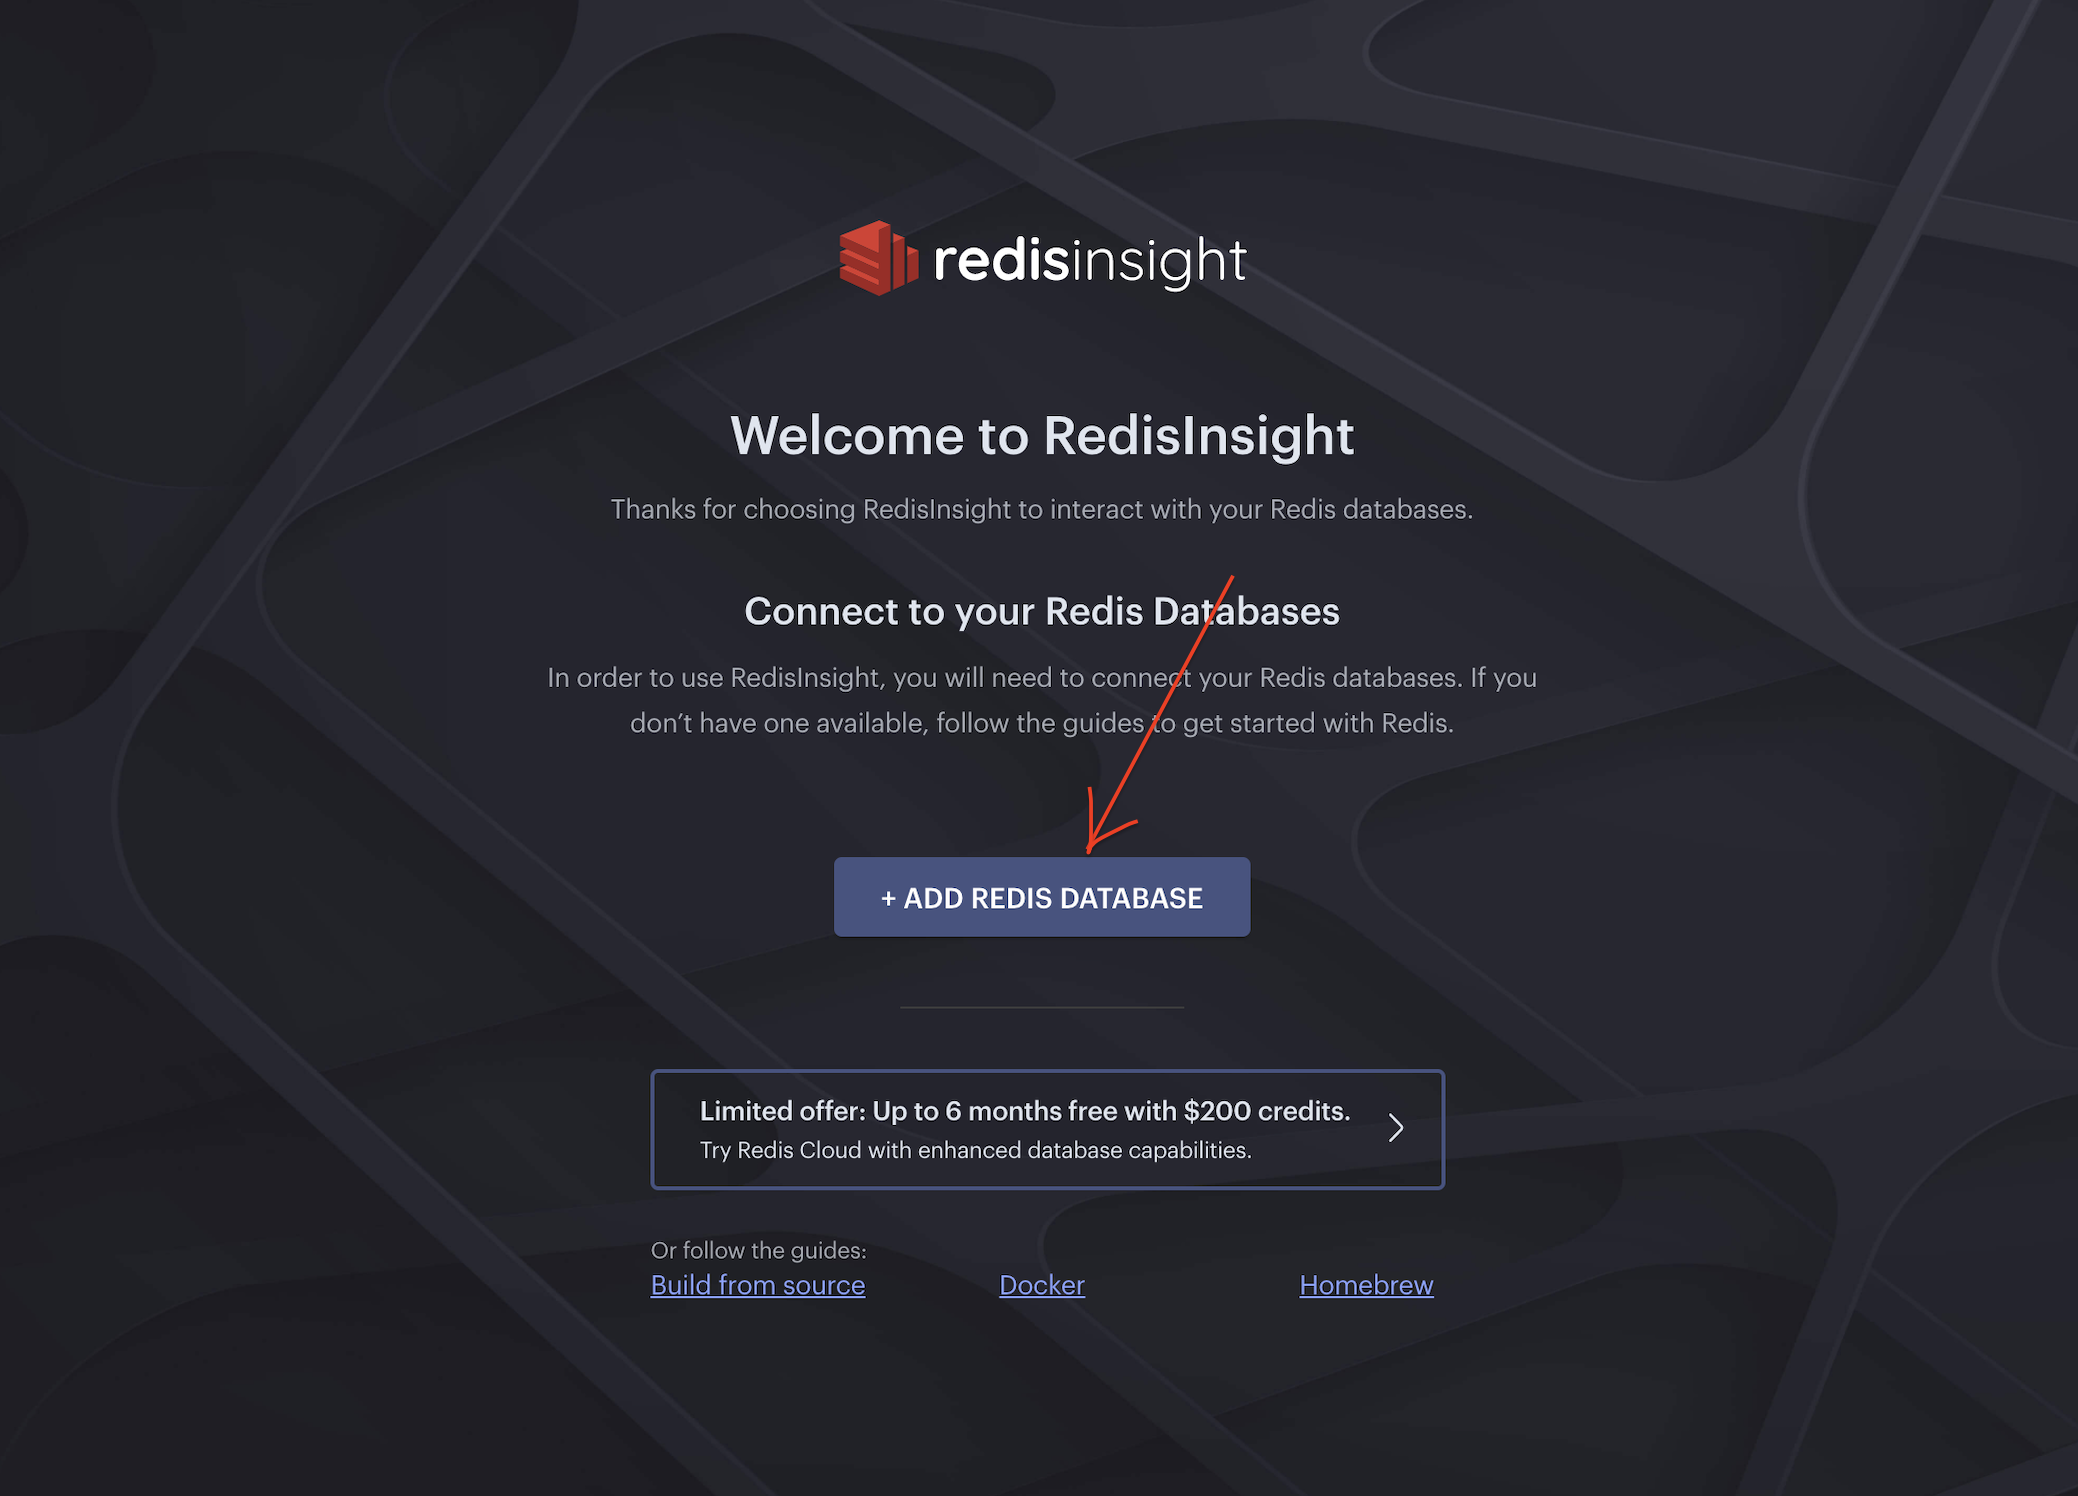 redisinsight
Welcome to RedisInsight
Thanks for choosing RedisInsight to interact with your Redis databases.
Connect to your Redis Databases
In order to use RedisInsight, you will need to connect your Redis databases. If you
don’t have one available, follow the guides to get started with Redis.
+ ADD REDIS DATABASE
Limited offer: Up to 6 months free with $200 credits.
Try Redis Cloud with enhanced database capabilities.
Or follow the guides:
Build from source Docker Homebrew